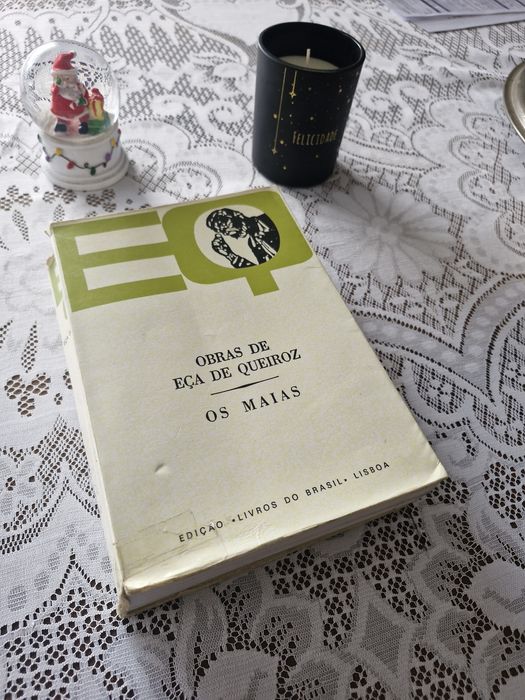 FELICIDADE
EQ
OBRAS DE
EÇA DE QUEIROZ
OS MAIAS
EDIÇÃO • LIVROS DO BRASIL • LISBOA